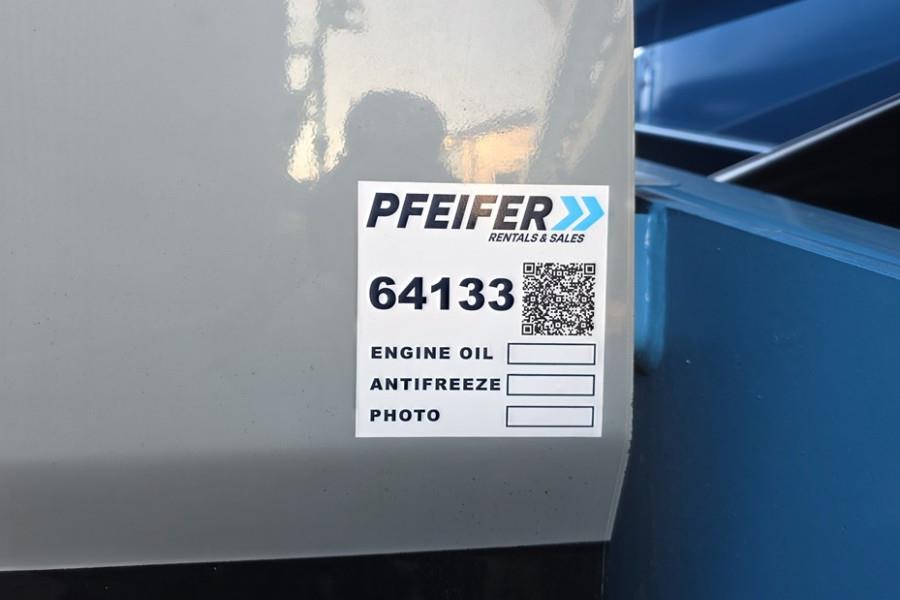 PFEIFER
RENTALS & SALES
64133
ENGINE OIL
ANTIFREEZE
PHOTO